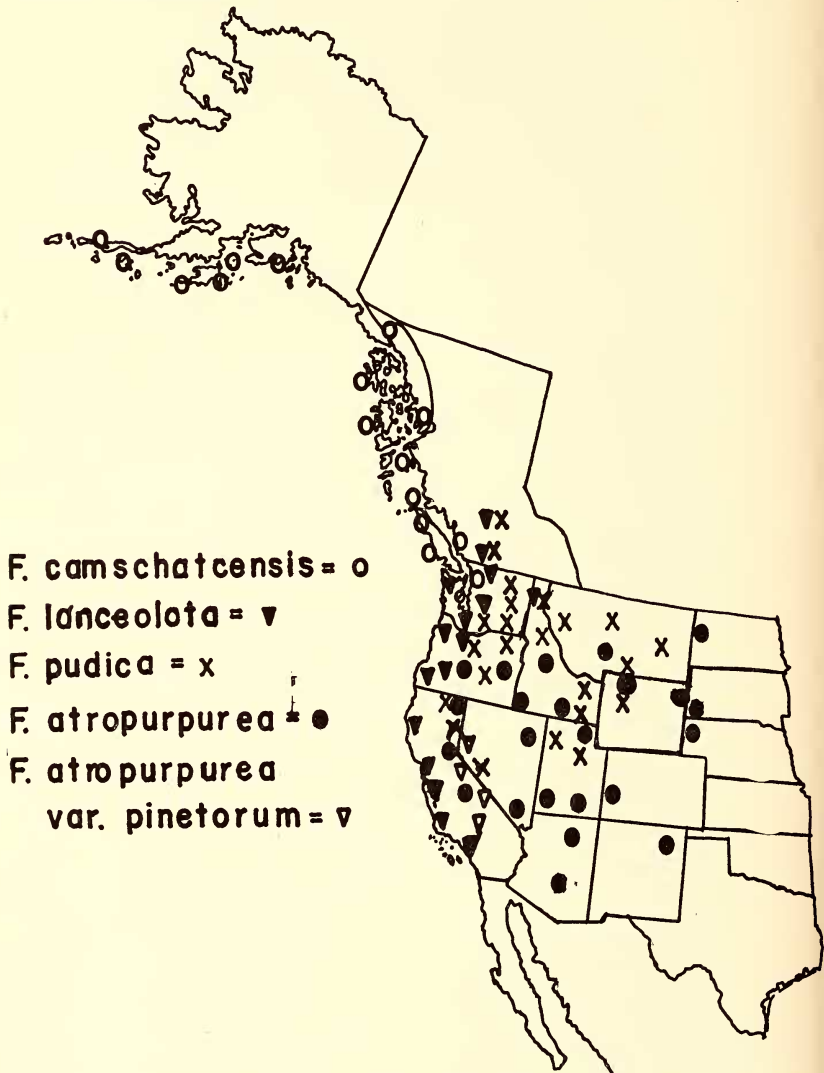 F. camschatcensis = o
F. lanceolota = ▼
F. pudica = x
F. atropurpurea = ●
F. atropurpurea
var. pinetorum = ▽